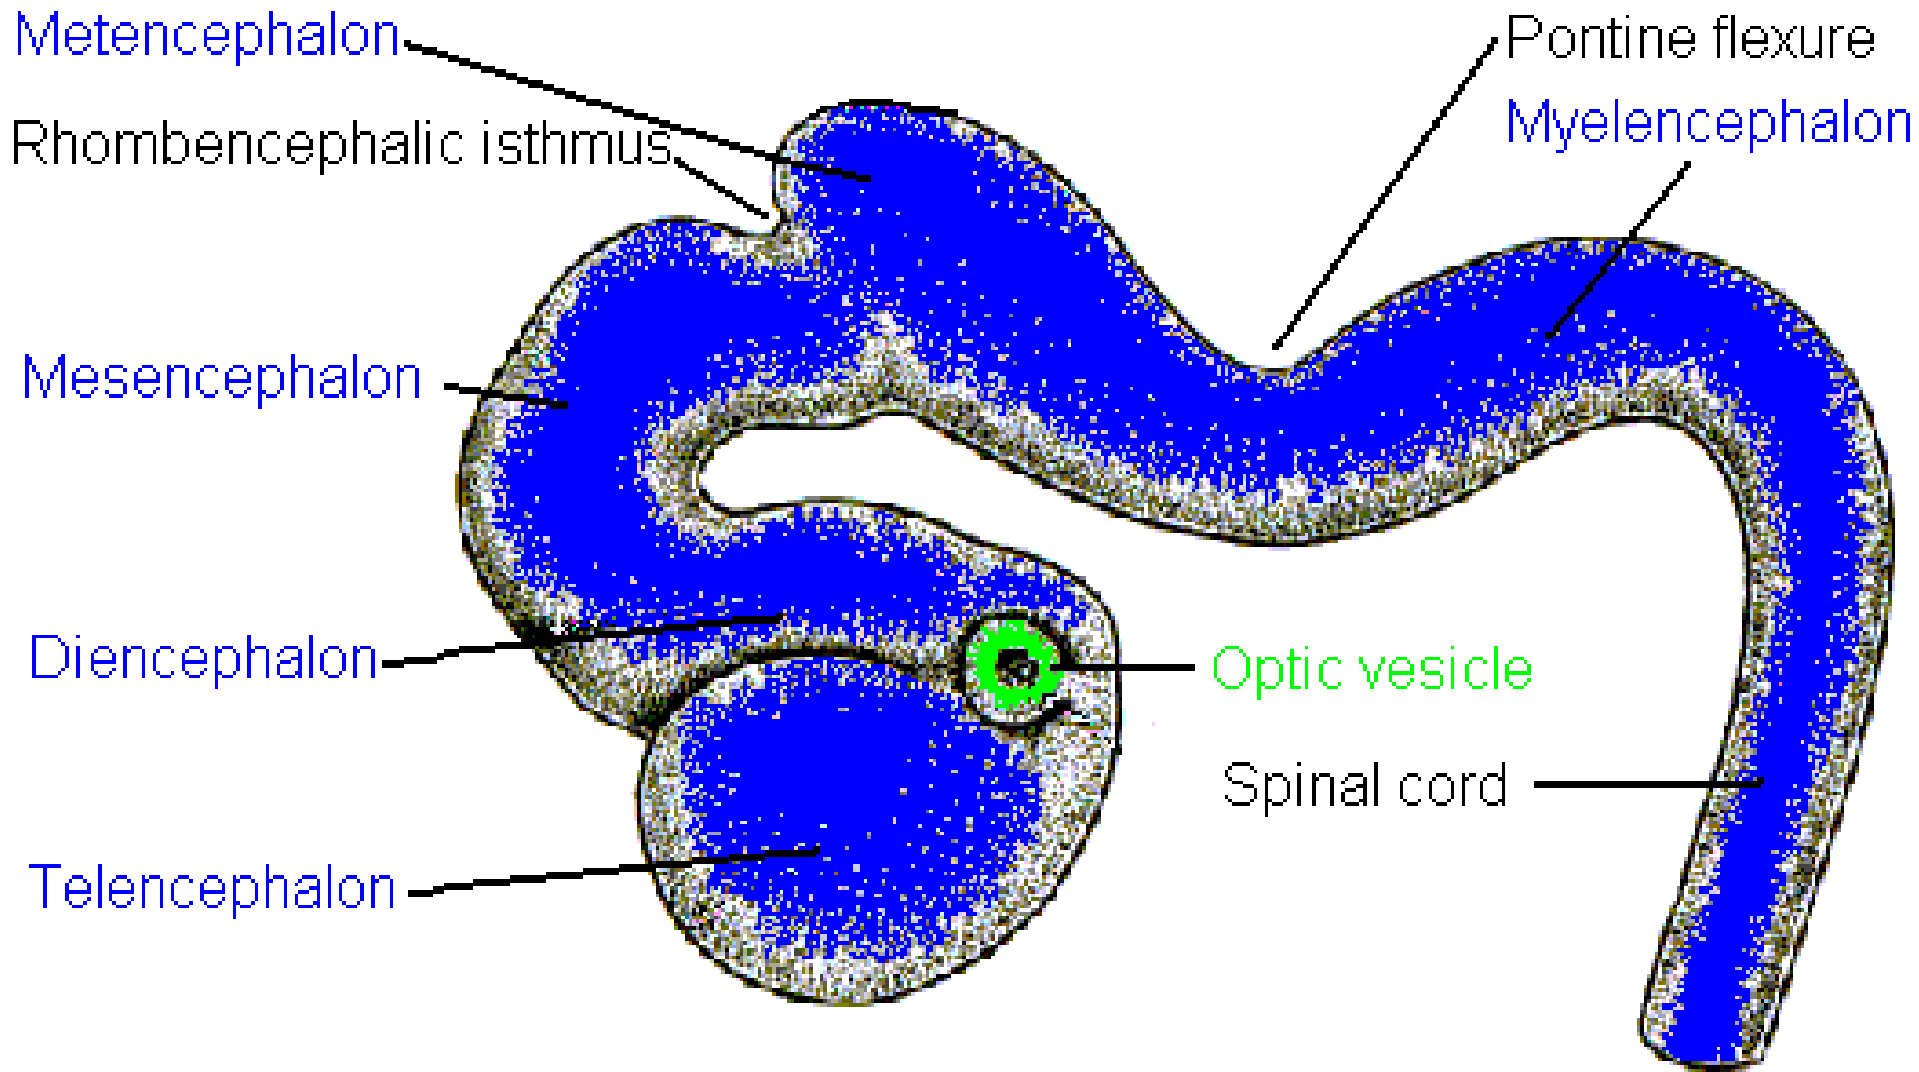 Metencephalon
Rhombencephalic isthmus
Mesencephalon
Diencephalon
Telencephalon
Pontine flexure
Myelencephalon
Optic vesicle
Spinal cord